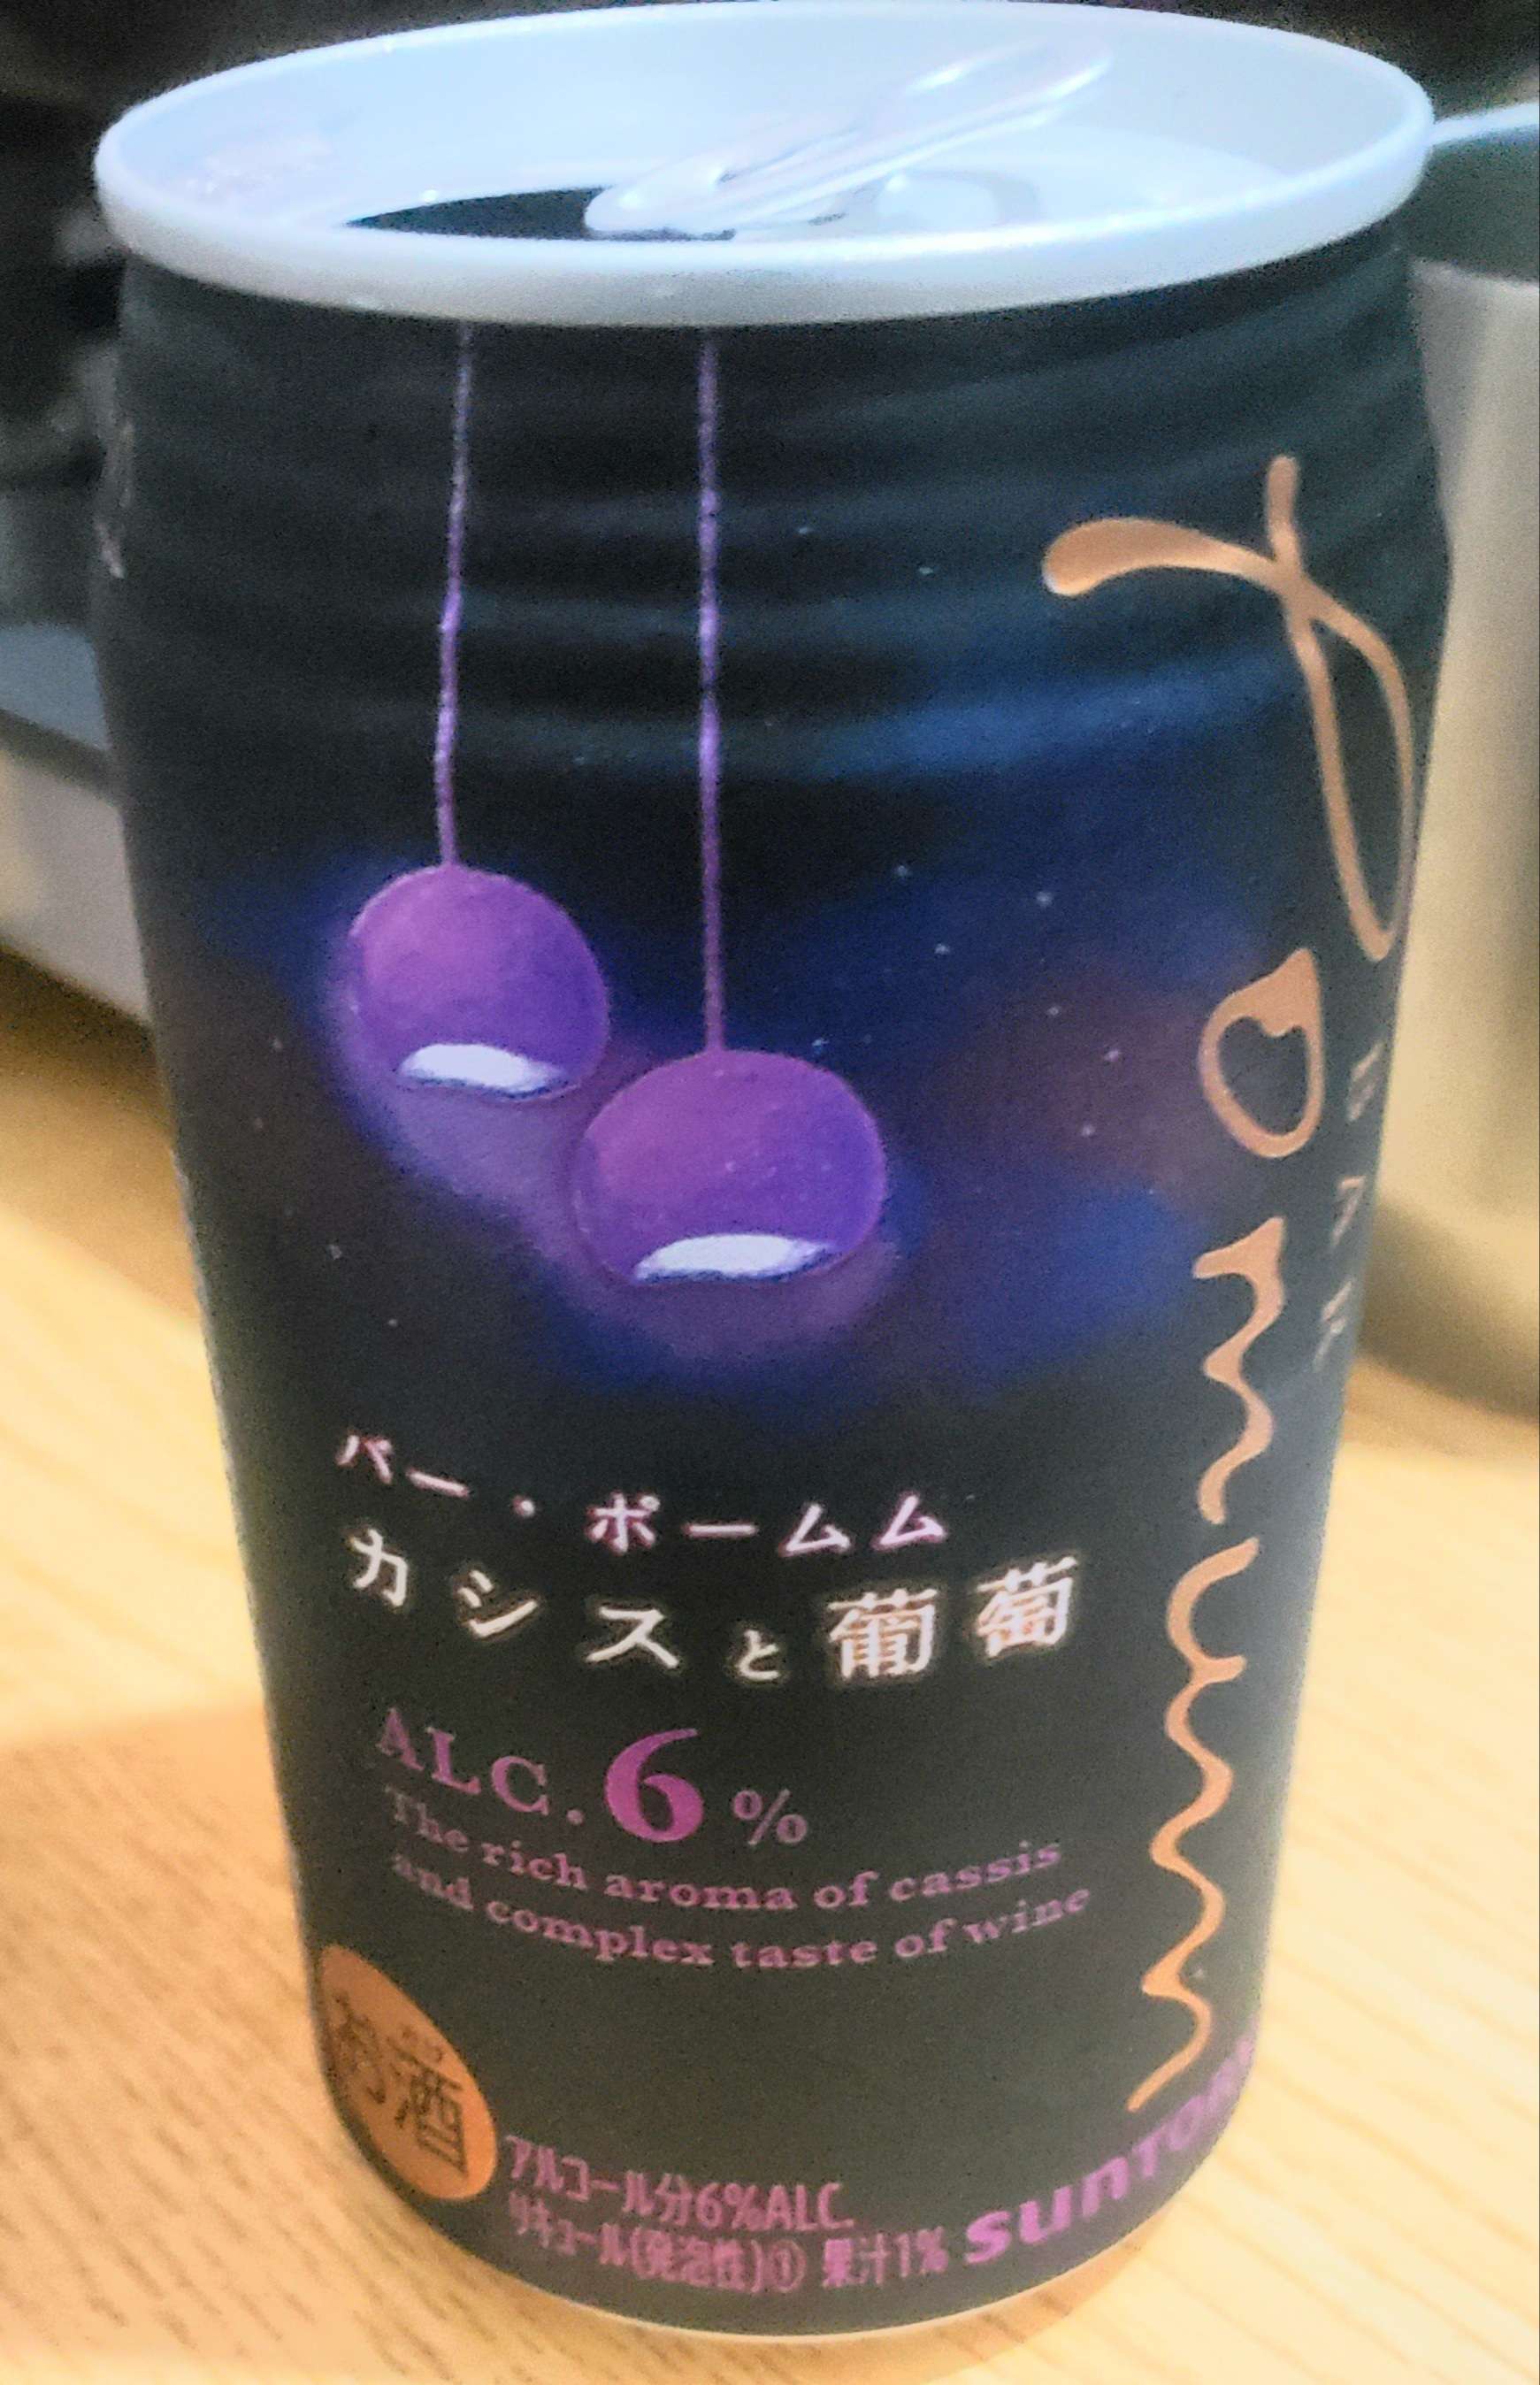 Pomum
BAR
バー・ポームム
カシスと葡萄
ALC. 6 %
The rich aroma of cassis
and complex taste of wine
お酒
アルコール分6%ALC.
リキュール(発泡性)① 果汁1%
SUNTORY